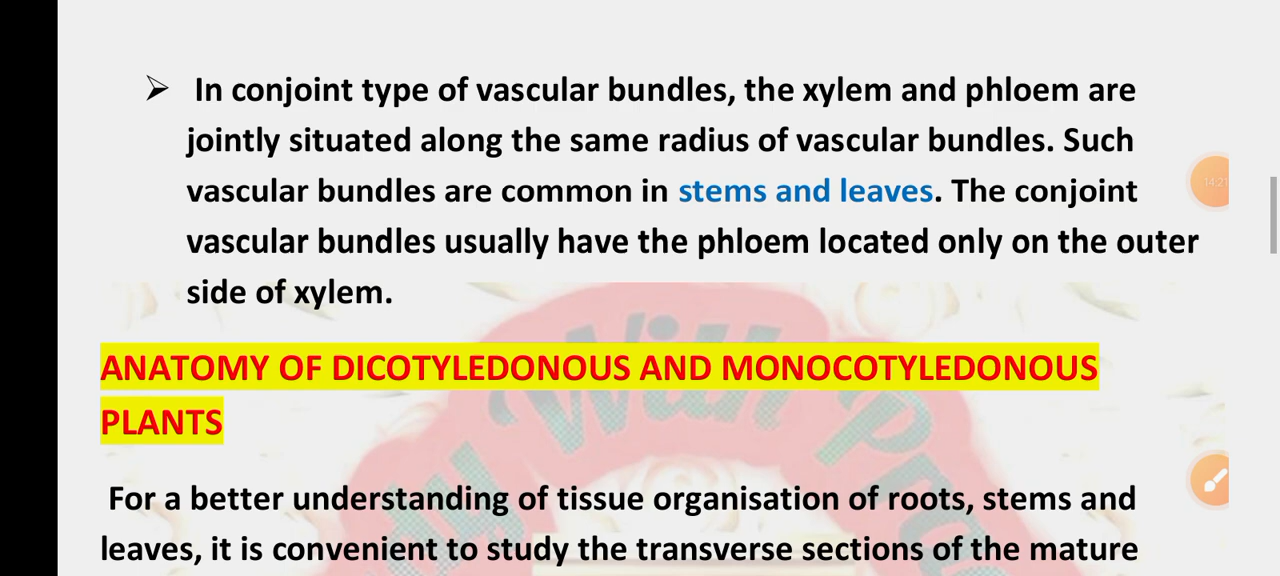 ➢ In conjoint type of vascular bundles, the xylem and phloem are
jointly situated along the same radius of vascular bundles. Such
vascular bundles are common in stems and leaves. The conjoint
vascular bundles usually have the phloem located only on the outer
side of xylem.
ANATOMY OF DICOTYLEDONOUS AND MONOCOTYLEDONOUS
PLANTS
For a better understanding of tissue organisation of roots, stems and
leaves, it is convenient to study the transverse sections of the mature
14:21
With